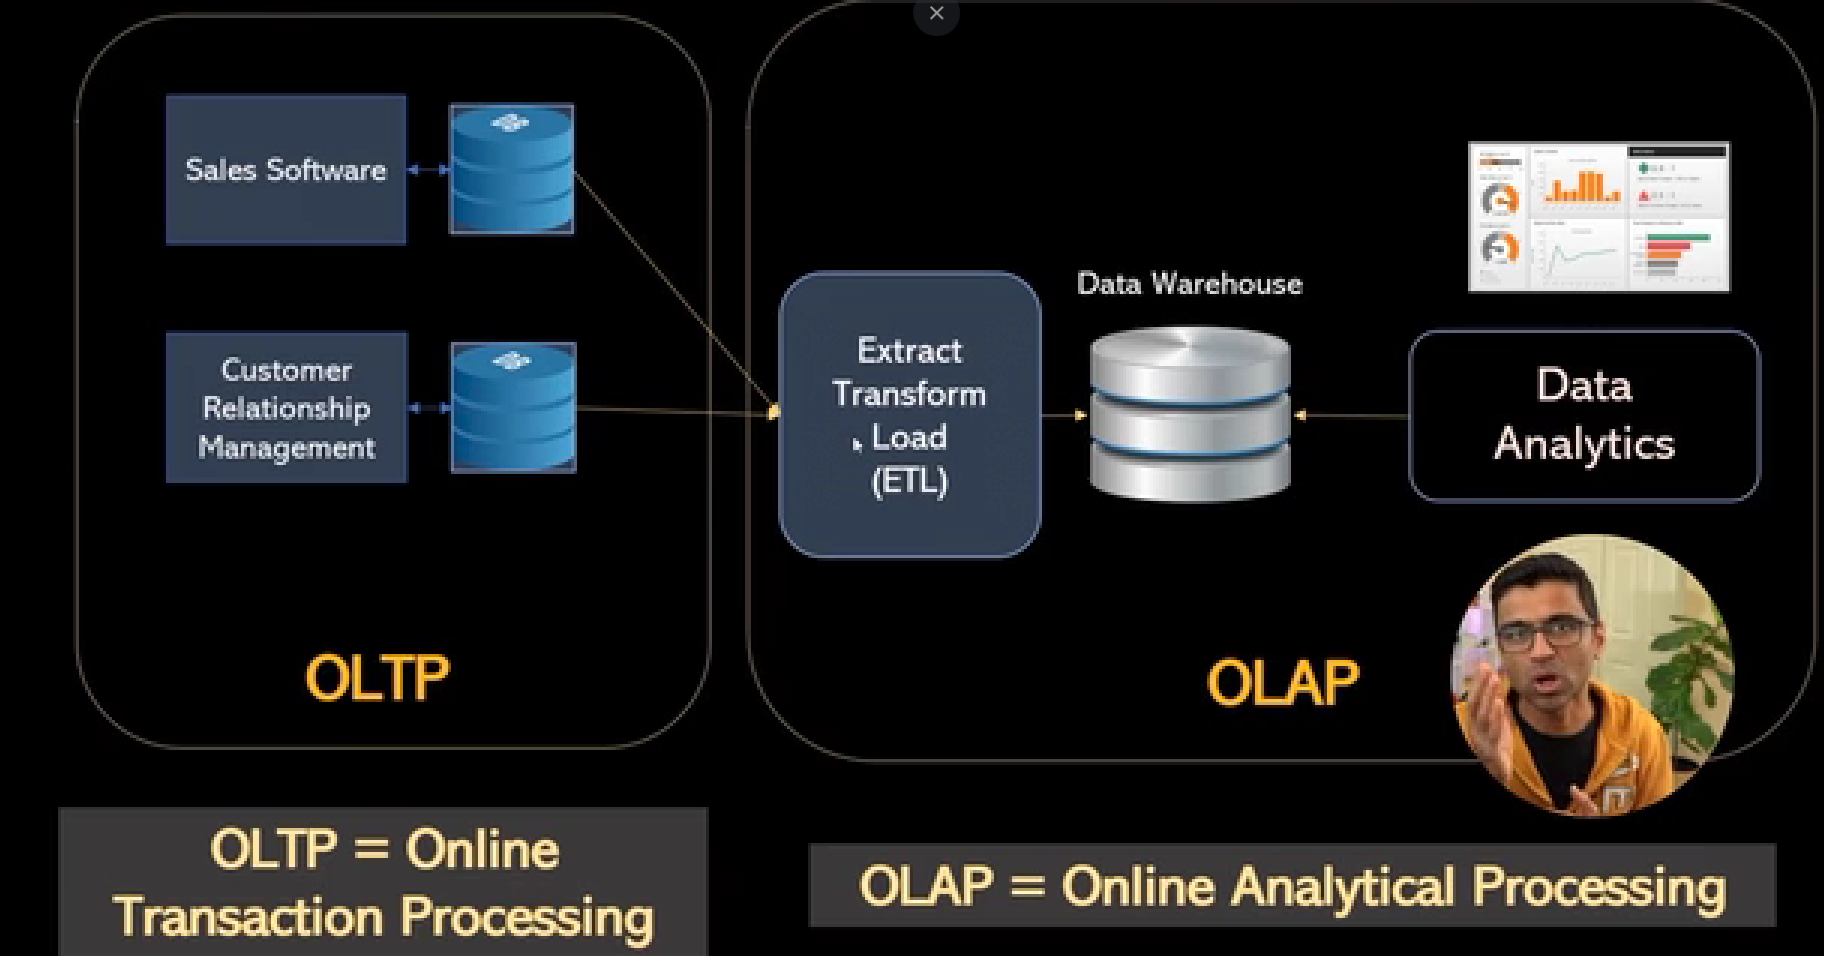 Sales Software
Customer
Relationship
Management
OLTP
OLTP = Online
Transaction Processing
Extract
Transform
Load
(ETL)
Data Warehouse
Data
Analytics
OLAP
OLAP = Online Analytical Processing